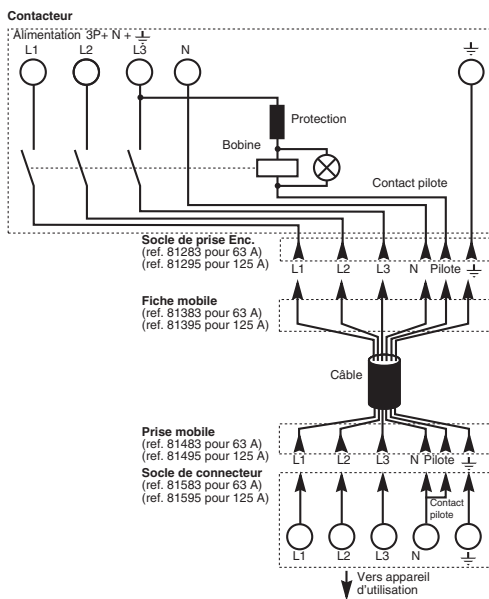 Contacteur
Alimentation 3P+ N +
L1 L2 L3 N
Protection
Bobine
Contact pilote
Socle de prise Enc.
(ref. 81283 pour 63 A)
(ref. 81295 pour 125 A)
L1 L2 L3 N Pilote
Fiche mobile
(ref. 81383 pour 63 A)
(ref. 81395 pour 125 A)
Câble
Prise mobile
(ref. 81483 pour 63 A)
(ref. 81495 pour 125 A)
L1 L2 L3 N Pilote
Socle de connecteur
(ref. 81583 pour 63 A)
(ref. 81595 pour 125 A)
Contact
pilote
L1 L2 L3 N
Vers appareil
d'utilisation